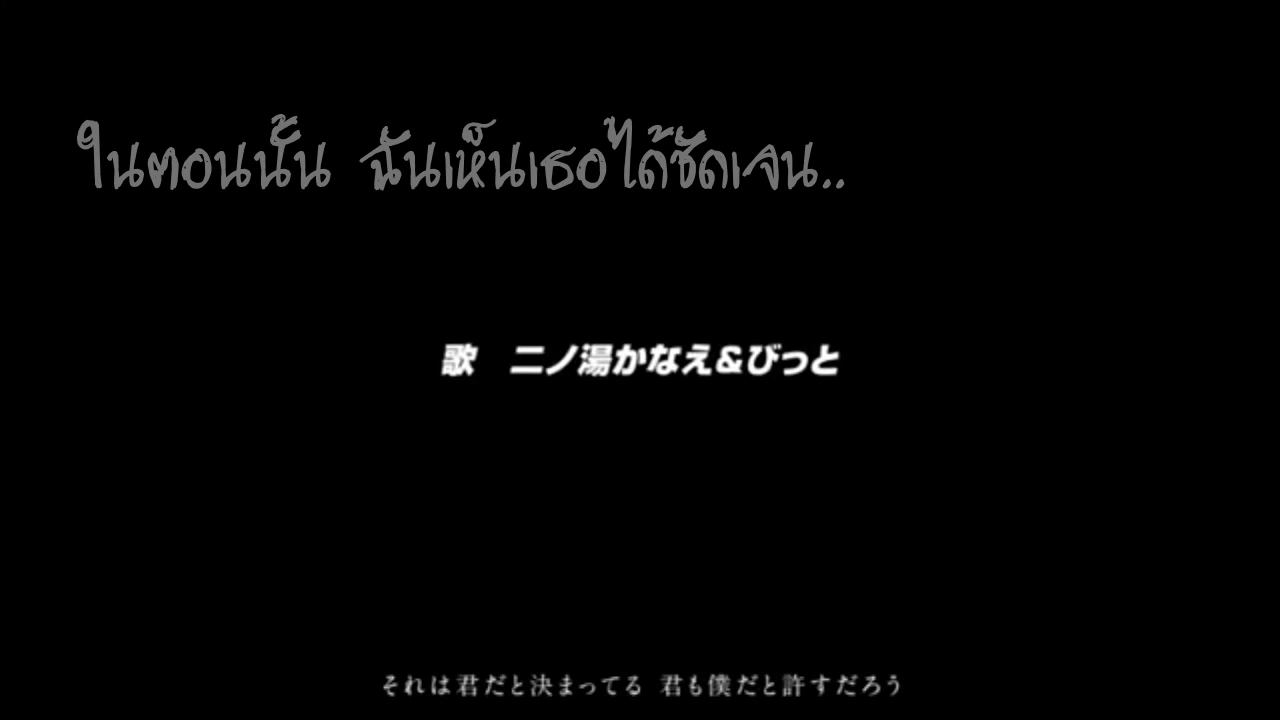 ในตอนนั้น ฉันเห็นเธอได้ชัดเจน..
歌　二ノ湯かなえ&びっと
それは君だと決まってる 君も僕だと許すだろう